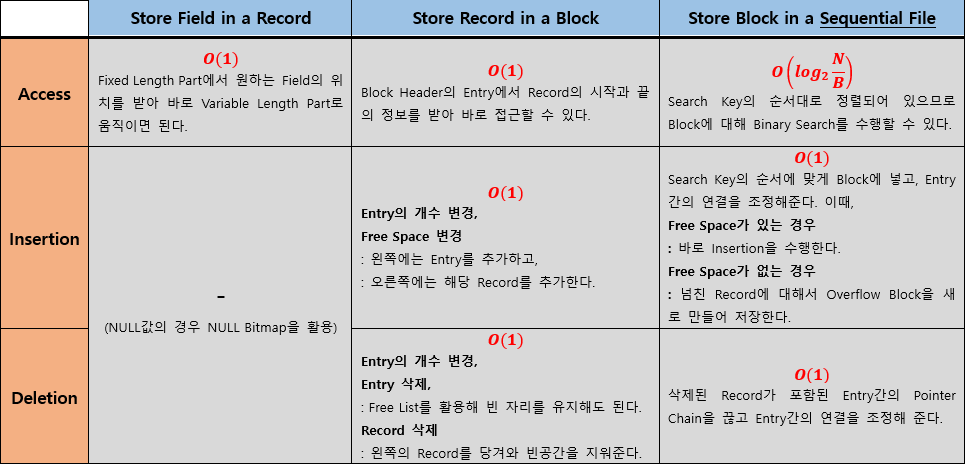 Store Field in a Record
Store Record in a Block
Store Block in a Sequential File
Access
O(1)
Fixed Length Part에서 원하는 Field의 위
치를 받아 바로 Variable Length Part로
움직이면 된다.
O(1)
Block Header의 Entry에서 Record의 시작과 끝
의 정보를 받아 바로 접근할 수 있다.
O(log₂ N/B)
Search Key의 순서대로 정렬되어 있으므로
Block에 대해 Binary Search를 수행할 수 있다.
Insertion
–
(NULL값의 경우 NULL Bitmap을 활용)
O(1)
Entry의 개수 변경,
Free Space 변경
: 왼쪽에는 Entry를 추가하고,
: 오른쪽에는 해당 Record를 추가한다.
O(1)
Search Key의 순서에 맞게 Block에 넣고, Entry
간의 연결을 조정해준다. 이때,
Free Space가 있는 경우
: 바로 Insertion을 수행한다.
Free Space가 없는 경우
: 넘친 Record에 대해서 Overflow Block을 새
로 만들어 저장한다.
Deletion
O(1)
Entry의 개수 변경,
Entry 삭제,
: Free List를 활용해 빈 자리를 유지해도 된다.
Record 삭제
: 왼쪽의 Record를 당겨와 빈공간을 지워준다.
O(1)
삭제된 Record가 포함된 Entry간의 Pointer
Chain을 끊고 Entry간의 연결을 조정해 준다.